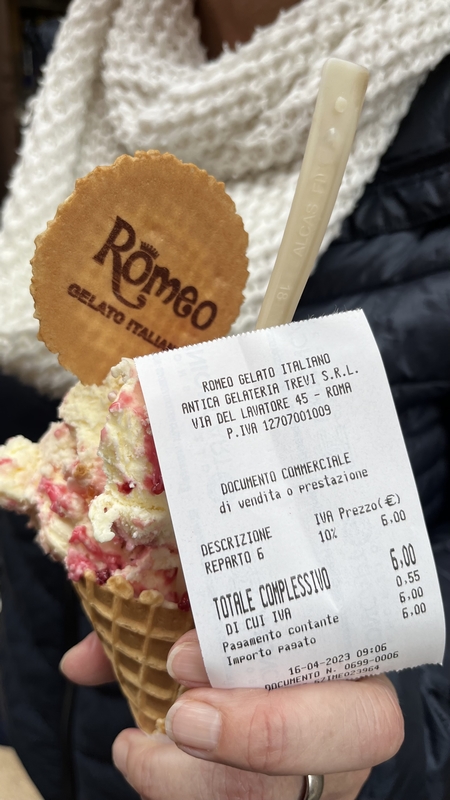 Romeo
GELATO ITALIAN
ALCAS
ROMEO GELATO ITALIANO
ANTICA GELATERIA TREVI S.R.L.
VIA DEL LAVATORE 45 - ROMA
P.IVA 12707001009
DOCUMENTO COMMERCIALE
di vendita o prestazione
DESCRIZIONE IVA Prezzo(€)
REPARTO 6 10% 6.00
TOTALE COMPLESSIVO 6,00
DI CUI IVA 0,55
Pagamento contante 6,00
Importo pagato 6,00
16-04-2023 09:06
DOCUMENTO N. 0699-0006